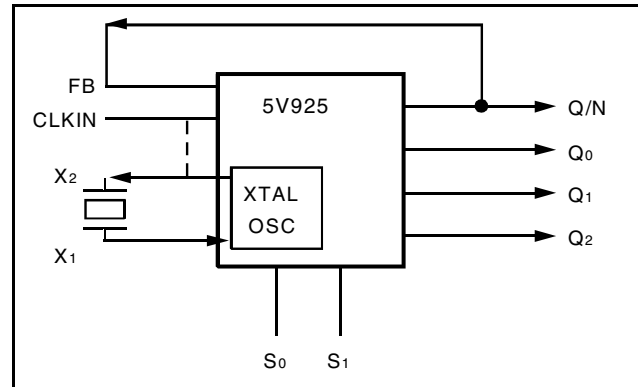 FB
5V925
Q/N
CLKIN
Q0
X2
XTAL
OSC
Q1
Q2
X1
S0 S1